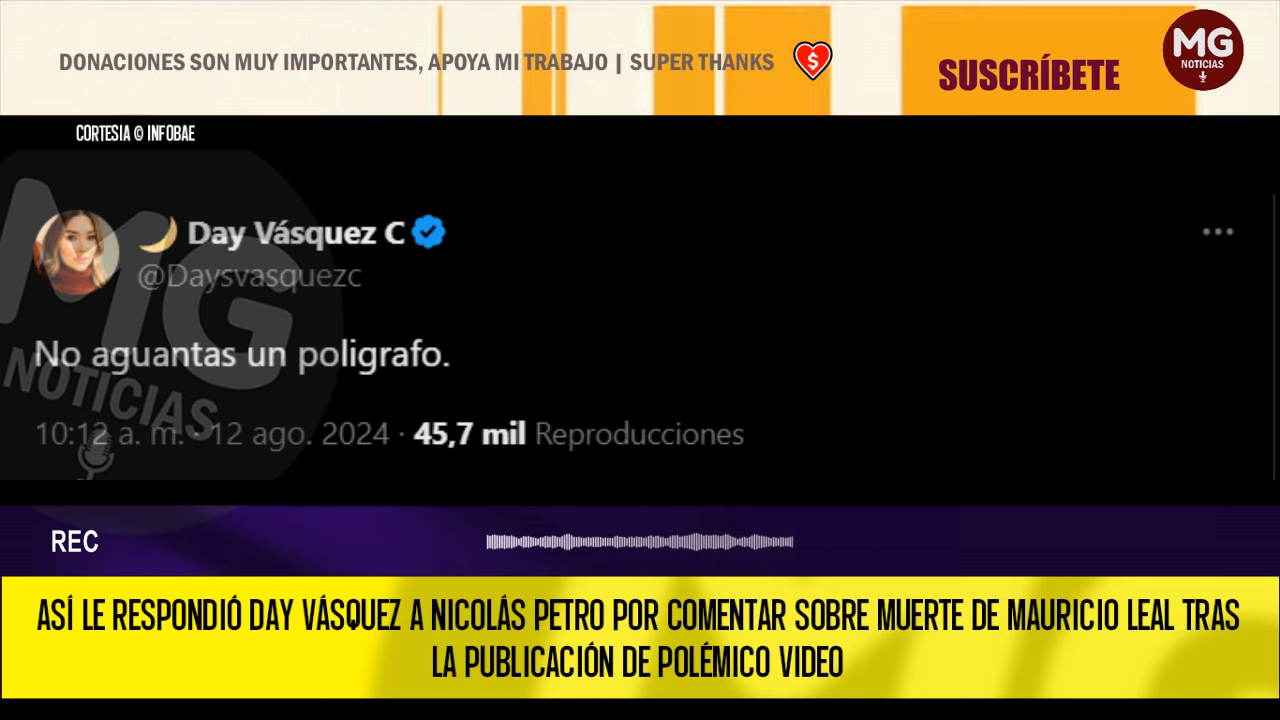 DONACIONES SON MUY IMPORTANTES, APOYA MI TRABAJO | SUPER THANKS
$
SUSCRÍBETE
MG
NOTICIAS
CORTESIA © INFOBAE
Day Vásquez C
@Daysvasquezc
No aguantas un poligrafo.
10:12 a. m. · 12 ago. 2024 · 45,7 mil Reproducciones
MG
NOTICIAS
REC
ASÍ LE RESPONDIÓ DAY VÁSQUEZ A NICOLÁS PETRO POR COMENTAR SOBRE MUERTE DE MAURICIO LEAL TRAS
LA PUBLICACIÓN DE POLÉMICO VIDEO